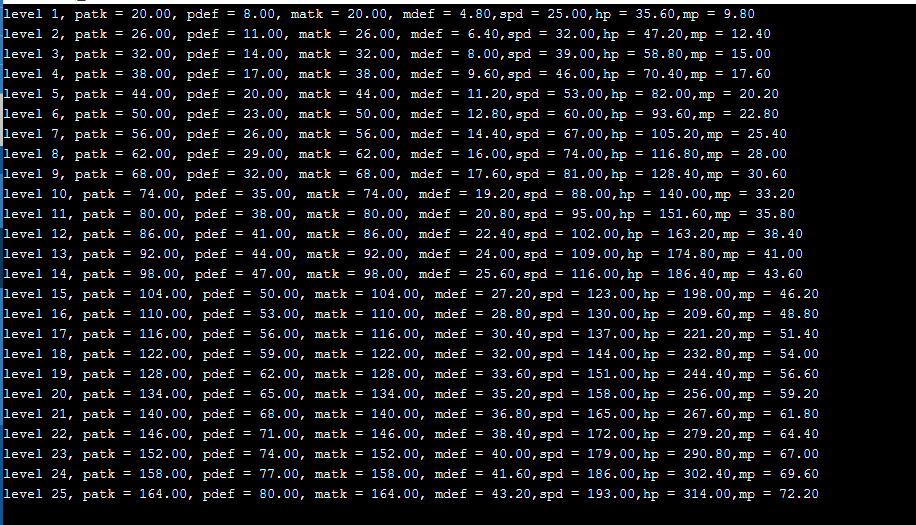 level 1, patk = 20.00, pdef = 8.00, matk = 20.00, mdef = 4.80,spd = 25.00,hp = 35.60,mp = 9.80
level 2, patk = 26.00, pdef = 11.00, matk = 26.00, mdef = 6.40,spd = 32.00,hp = 47.20,mp = 12.40
level 3, patk = 32.00, pdef = 14.00, matk = 32.00, mdef = 8.00,spd = 39.00,hp = 58.80,mp = 15.00
level 4, patk = 38.00, pdef = 17.00, matk = 38.00, mdef = 9.60,spd = 46.00,hp = 70.40,mp = 17.60
level 5, patk = 44.00, pdef = 20.00, matk = 44.00, mdef = 11.20,spd = 53.00,hp = 82.00,mp = 20.20
level 6, patk = 50.00, pdef = 23.00, matk = 50.00, mdef = 12.80,spd = 60.00,hp = 93.60,mp = 22.80
level 7, patk = 56.00, pdef = 26.00, matk = 56.00, mdef = 14.40,spd = 67.00,hp = 105.20,mp = 25.40
level 8, patk = 62.00, pdef = 29.00, matk = 62.00, mdef = 16.00,spd = 74.00,hp = 116.80,mp = 28.00
level 9, patk = 68.00, pdef = 32.00, matk = 68.00, mdef = 17.60,spd = 81.00,hp = 128.40,mp = 30.60
level 10, patk = 74.00, pdef = 35.00, matk = 74.00, mdef = 19.20,spd = 88.00,hp = 140.00,mp = 33.20
level 11, patk = 80.00, pdef = 38.00, matk = 80.00, mdef = 20.80,spd = 95.00,hp = 151.60,mp = 35.80
level 12, patk = 86.00, pdef = 41.00, matk = 86.00, mdef = 22.40,spd = 102.00,hp = 163.20,mp = 38.40
level 13, patk = 92.00, pdef = 44.00, matk = 92.00, mdef = 24.00,spd = 109.00,hp = 174.80,mp = 41.00
level 14, patk = 98.00, pdef = 47.00, matk = 98.00, mdef = 25.60,spd = 116.00,hp = 186.40,mp = 43.60
level 15, patk = 104.00, pdef = 50.00, matk = 104.00, mdef = 27.20,spd = 123.00,hp = 198.00,mp = 46.20
level 16, patk = 110.00, pdef = 53.00, matk = 110.00, mdef = 28.80,spd = 130.00,hp = 209.60,mp = 48.80
level 17, patk = 116.00, pdef = 56.00, matk = 116.00, mdef = 30.40,spd = 137.00,hp = 221.20,mp = 51.40
level 18, patk = 122.00, pdef = 59.00, matk = 122.00, mdef = 32.00,spd = 144.00,hp = 232.80,mp = 54.00
level 19, patk = 128.00, pdef = 62.00, matk = 128.00, mdef = 33.60,spd = 151.00,hp = 244.40,mp = 56.60
level 20, patk = 134.00, pdef = 65.00, matk = 134.00, mdef = 35.20,spd = 158.00,hp = 256.00,mp = 59.20
level 21, patk = 140.00, pdef = 68.00, matk = 140.00, mdef = 36.80,spd = 165.00,hp = 267.60,mp = 61.80
level 22, patk = 146.00, pdef = 71.00, matk = 146.00, mdef = 38.40,spd = 172.00,hp = 279.20,mp = 64.40
level 23, patk = 152.00, pdef = 74.00, matk = 152.00, mdef = 40.00,spd = 179.00,hp = 290.80,mp = 67.00
level 24, patk = 158.00, pdef = 77.00, matk = 158.00, mdef = 41.60,spd = 186.00,hp = 302.40,mp = 69.60
level 25, patk = 164.00, pdef = 80.00, matk = 164.00, mdef = 43.20,spd = 193.00,hp = 314.00,mp = 72.20